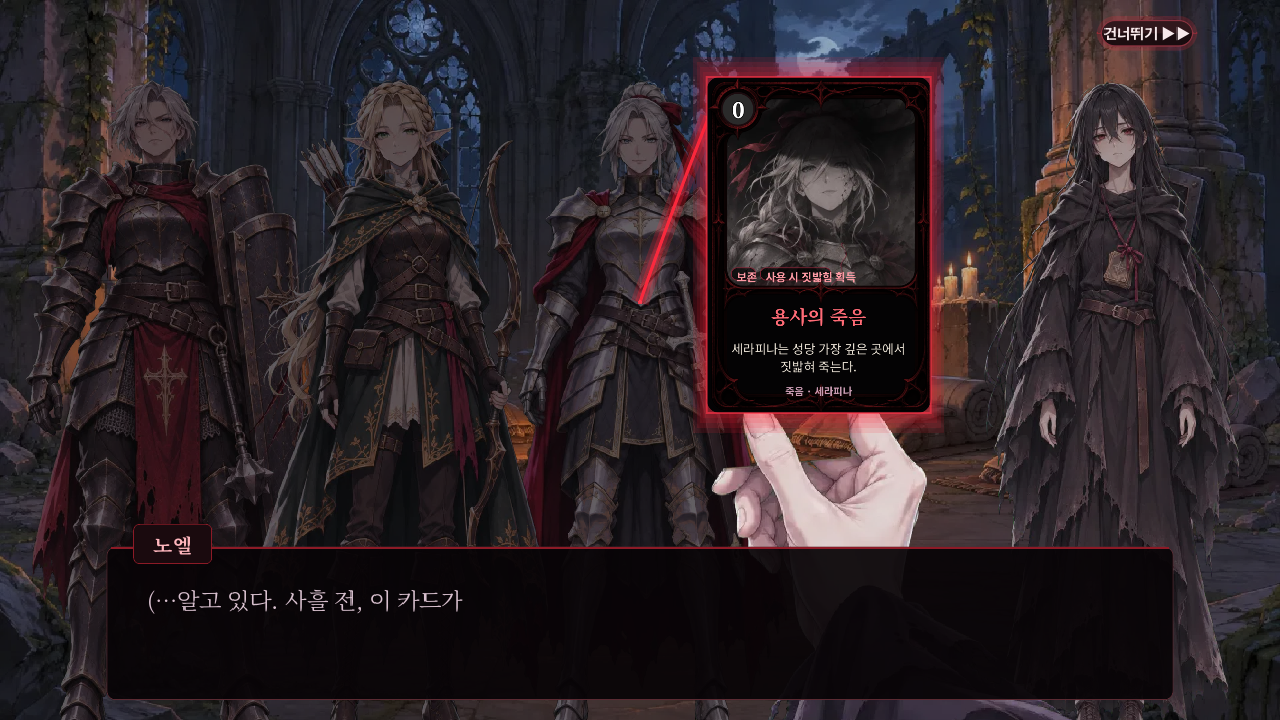 건너뛰기
0
보존 사용 시 짓밟힘 획득
용사의 죽음
세라피나는 성당 가장 깊은 곳에서
짓밟혀 죽는다.
죽음 · 세라피나
노엘
(…알고 있다. 사흘 전, 이 카드가